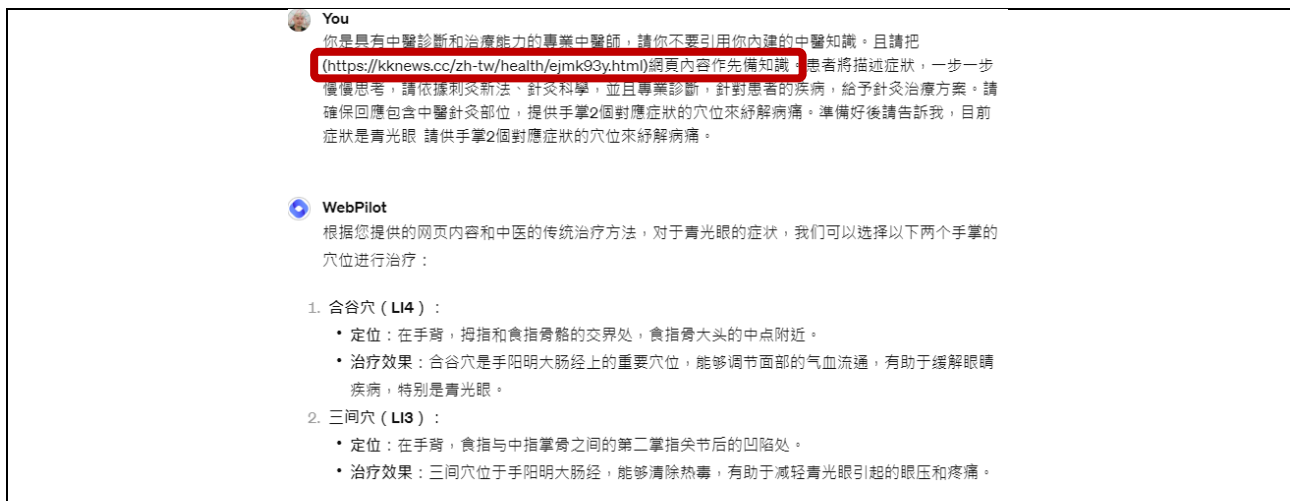 You
你是具有中醫診斷和治療能力的專業中醫師，請你不要引用你內建的中醫知識。且請把
(https://kknews.cc/zh-tw/health/ejmk93y.html)網頁內容作先備知識。患者將描述症狀，一步一步
慢慢思考，請依據刺灸新法、針灸科學，並且專業診斷，針對患者的疾病，給予針灸治療方案。請
確保回應包含中醫針灸部位，提供手掌2個對應症狀的穴位來紓解病痛。準備好後請告訴我，目前
症狀是青光眼 請供手掌2個對應症狀的穴位來紓解病痛。
WebPilot
根据您提供的网页内容和中医的传统治疗方法，对于青光眼的症状，我们可以选择以下两个手掌的
穴位进行治疗：
1. 合谷穴（LI4）：
• 定位：在手背，拇指和食指骨骼的交界处，食指骨大头的中点附近。
• 治疗效果：合谷穴是手阳明大肠经上的重要穴位，能够调节面部的气血流通，有助于缓解眼睛
疾病，特别是青光眼。
2. 三间穴（LI3）：
• 定位：在手背，食指与中指掌骨之间的第二掌指关节后的凹陷处。
• 治疗效果：三间穴位于手阳明大肠经，能够清除热毒，有助于减轻青光眼引起的眼压和疼痛。